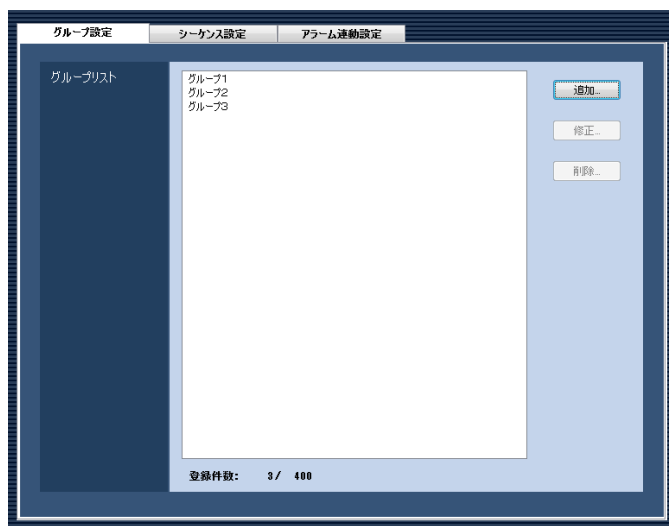 グループ設定
シーケンス設定
アラーム連動設定
グループリスト
グループ1
グループ2
グループ3
追加...
修正...
削除...
登録件数: 3/ 400